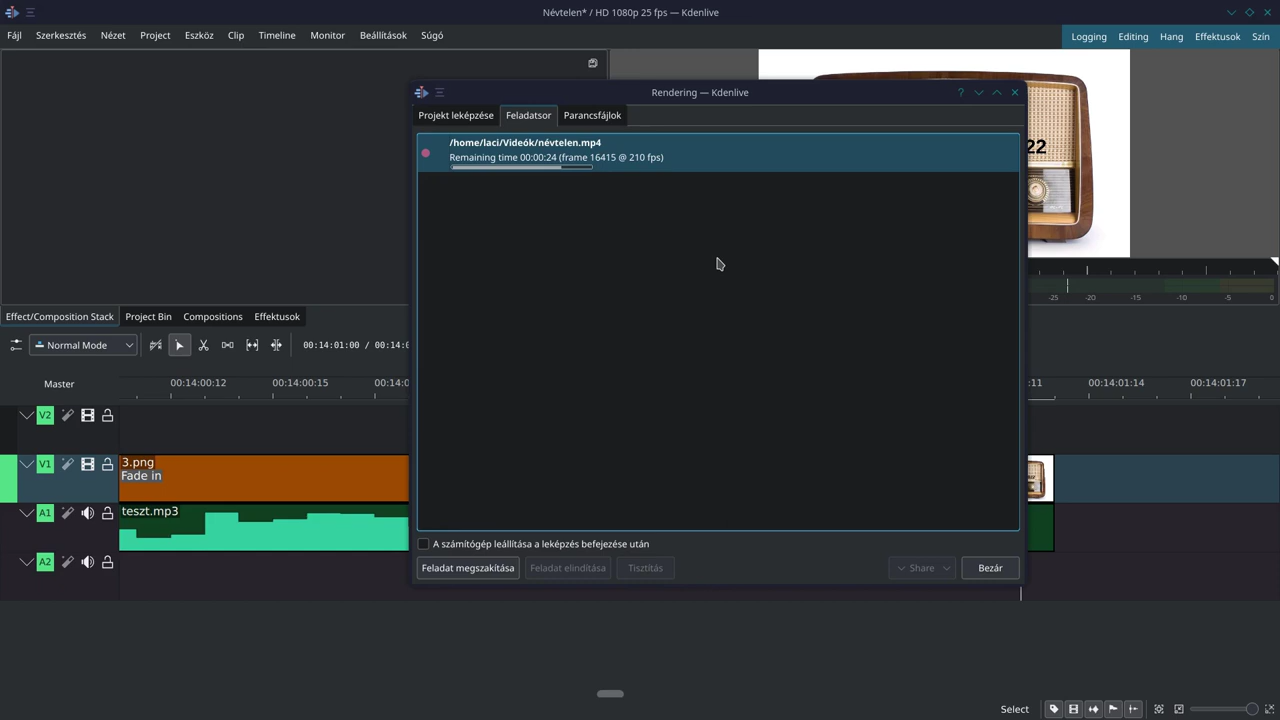 Névtelen* / HD 1080p 25 fps — Kdenlive
Fájl Szerkesztés Nézet Project Eszköz Clip Timeline Monitor Beállítások Súgó
Logging Editing Hang Effektusok Szín
Rendering — Kdenlive
?
Projekt leképzése Feladatsor Parancsfájlok
/home/laci/Videók/névtelen.mp4
Remaining time 00:00:24 (frame 16415 @ 210 fps)
22
-25 -20 -15 -10 -5 0
Effect/Composition Stack Project Bin Compositions Effektusok
Normal Mode 00:14:01:00 / 00:14:0
Master 00:14:00:12 00:14:00:15 00:14:0 :11 00:14:01:14 00:14:01:17
V2
V1 3.png
Fade in
A1 teszt.mp3
A számítógép leállítása a leképzés befejezése után
A2
Feladat megszakítása Feladat elindítása Tisztítás Share Bezár
Select